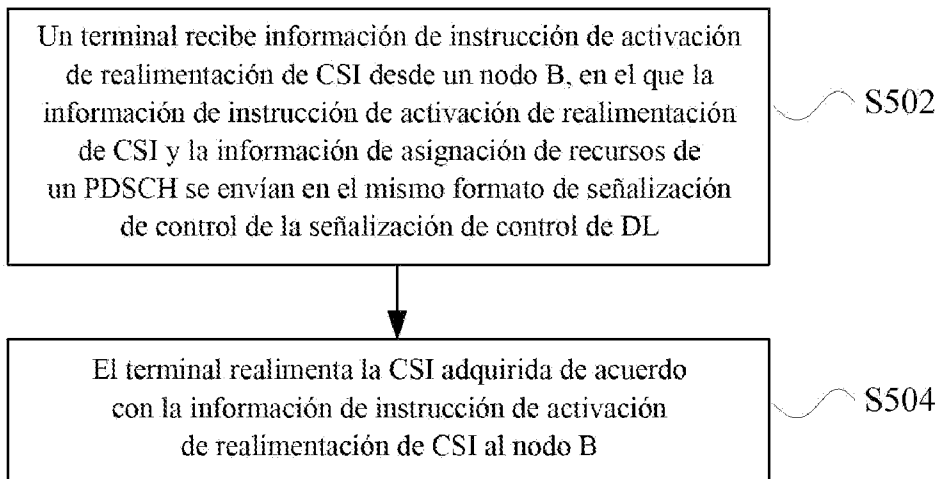 Un terminal recibe información de instrucción de activación
de realimentación de CSI desde un nodo B, en el que la
información de instrucción de activación de realimentación
de CSI y la información de asignación de recursos de
un PDSCH se envían en el mismo formato de señalización
de control de la señalización de control de DL
S502
El terminal realimenta la CSI adquirida de acuerdo
con la información de instrucción de activación
de realimentación de CSI al nodo B
S504